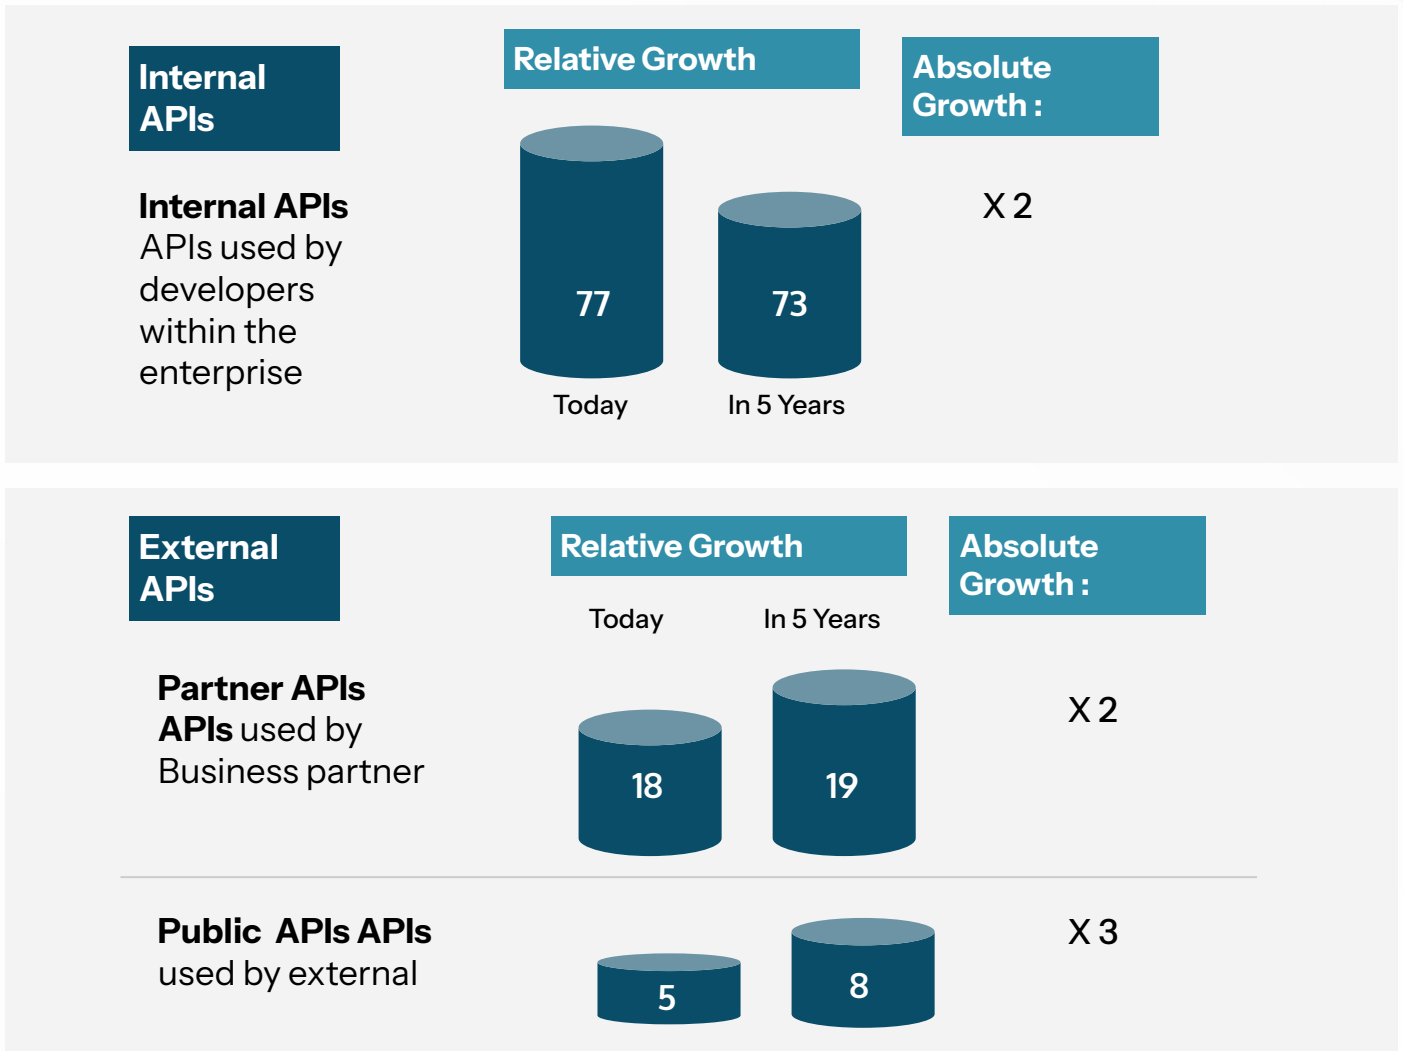 Internal
APIs
Internal APIs
APIs used by
developers
within the
enterprise
Relative Growth
77
73
Today
In 5 Years
Absolute
Growth :
X 2
External
APIs
Relative Growth
Absolute
Growth :
Today
In 5 Years
Partner APIs
APIs used by
Business partner
18
19
X 2
Public APIs APIs
used by external
5
8
X 3